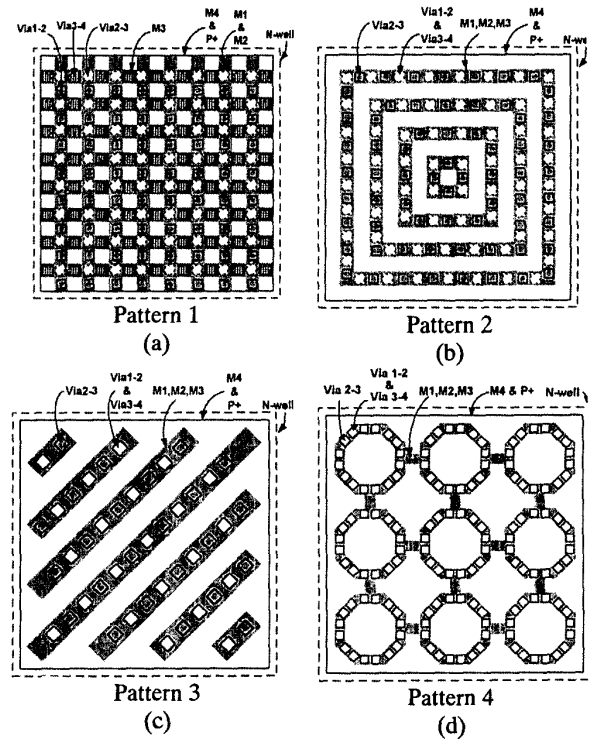 Via1-2
Via3-4
Via2-3
M3
M4
&
P+
M1
&
M2
N-well
Pattern 1
(a)
Via2-3
Via1-2
&
Via3-4
M1,M2,M3
M4
&
P+
N-we
Pattern 2
(b)
Via2-3
Via1-2
&
Via3-4
M1,M2,M3
M4
&
P+
N-well
Pattern 3
(c)
Via 2-3
Via 1-2
&
Via 3-4
M1,M2,M3
M4 & P+
N-well
Pattern 4
(d)